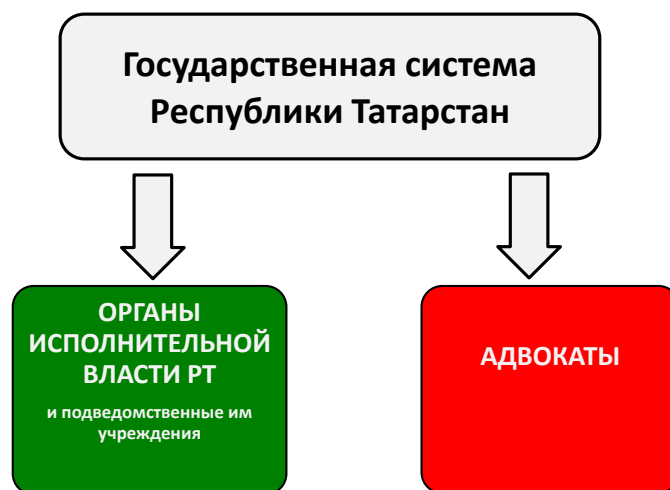 Государственная система
Республики Татарстан
ОРГАНЫ
ИСПОЛНИТЕЛЬНОЙ
ВЛАСТИ РТ
и подведомственные им
учреждения
АДВОКАТЫ